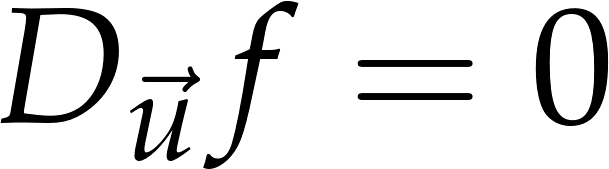 $D_{\vec{u}} f = 0$